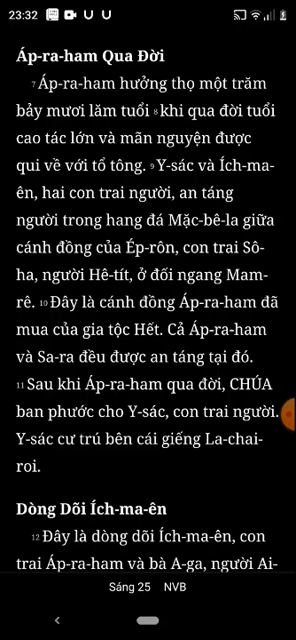 23:32
Áp-ra-ham Qua Đời
7 Áp-ra-ham hưởng thọ một trăm
bảy mươi lăm tuổi 8 khi qua đời tuổi
cao tác lớn và mãn nguyện được
qui về với tổ tông. 9 Y-sác và Ích-ma-
ên, hai con trai người, an táng
người trong hang đá Mặc-bê-la giữa
cánh đồng của Ép-rôn, con trai Sô-
ha, người Hê-tít, ở đối ngang Mam-
rê. 10 Đây là cánh đồng Áp-ra-ham đã
mua của gia tộc Hết. Cả Áp-ra-ham
và Sa-ra đều được an táng tại đó.
11 Sau khi Áp-ra-ham qua đời, CHÚA
ban phước cho Y-sác, con trai người.
Y-sác cư trú bên cái giếng La-chai-
roi.
Dòng Dõi Ích-ma-ên
12 Đây là dòng dõi Ích-ma-ên, con
trai Áp-ra-ham và bà A-ga, người Ai-
Sáng 25 NVB